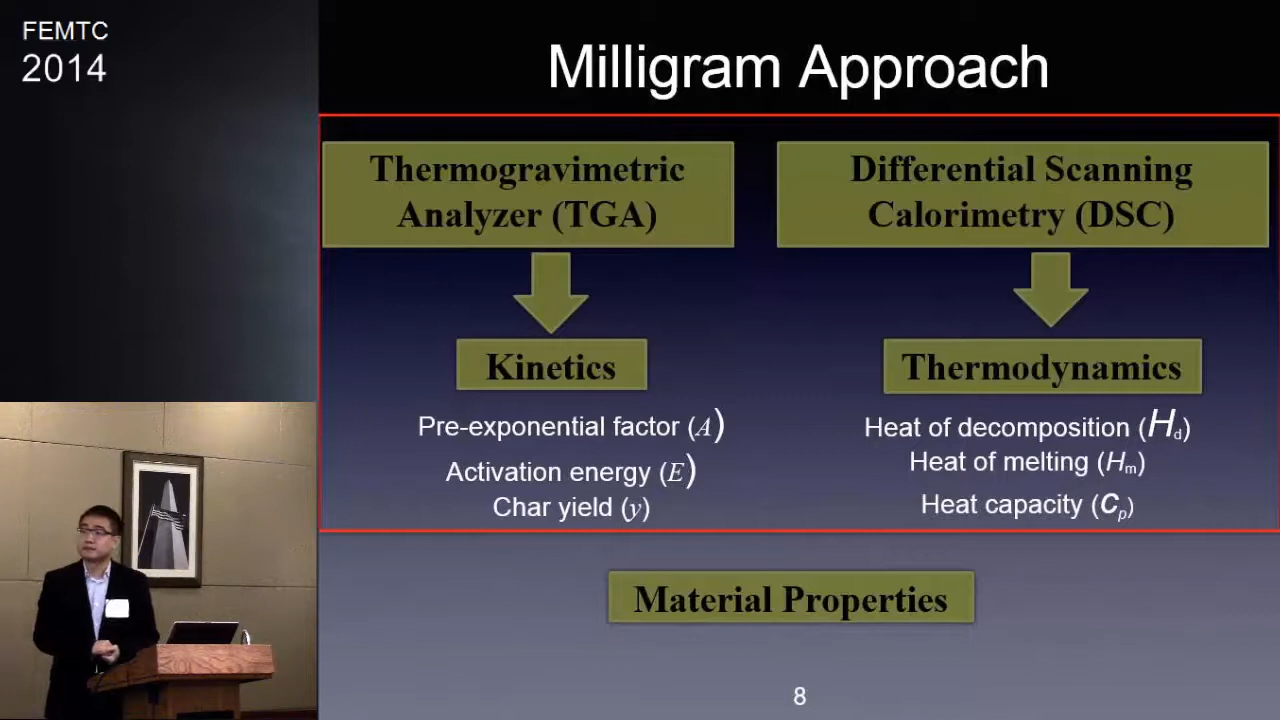 FEMTC
2014
Milligram Approach
Thermogravimetric
Analyzer (TGA)
Differential Scanning
Calorimetry (DSC)
Kinetics
Thermodynamics
Pre-exponential factor (A)
Activation energy (E)
Char yield (y)
Heat of decomposition (Hd)
Heat of melting (Hm)
Heat capacity (Cp)
Material Properties
8